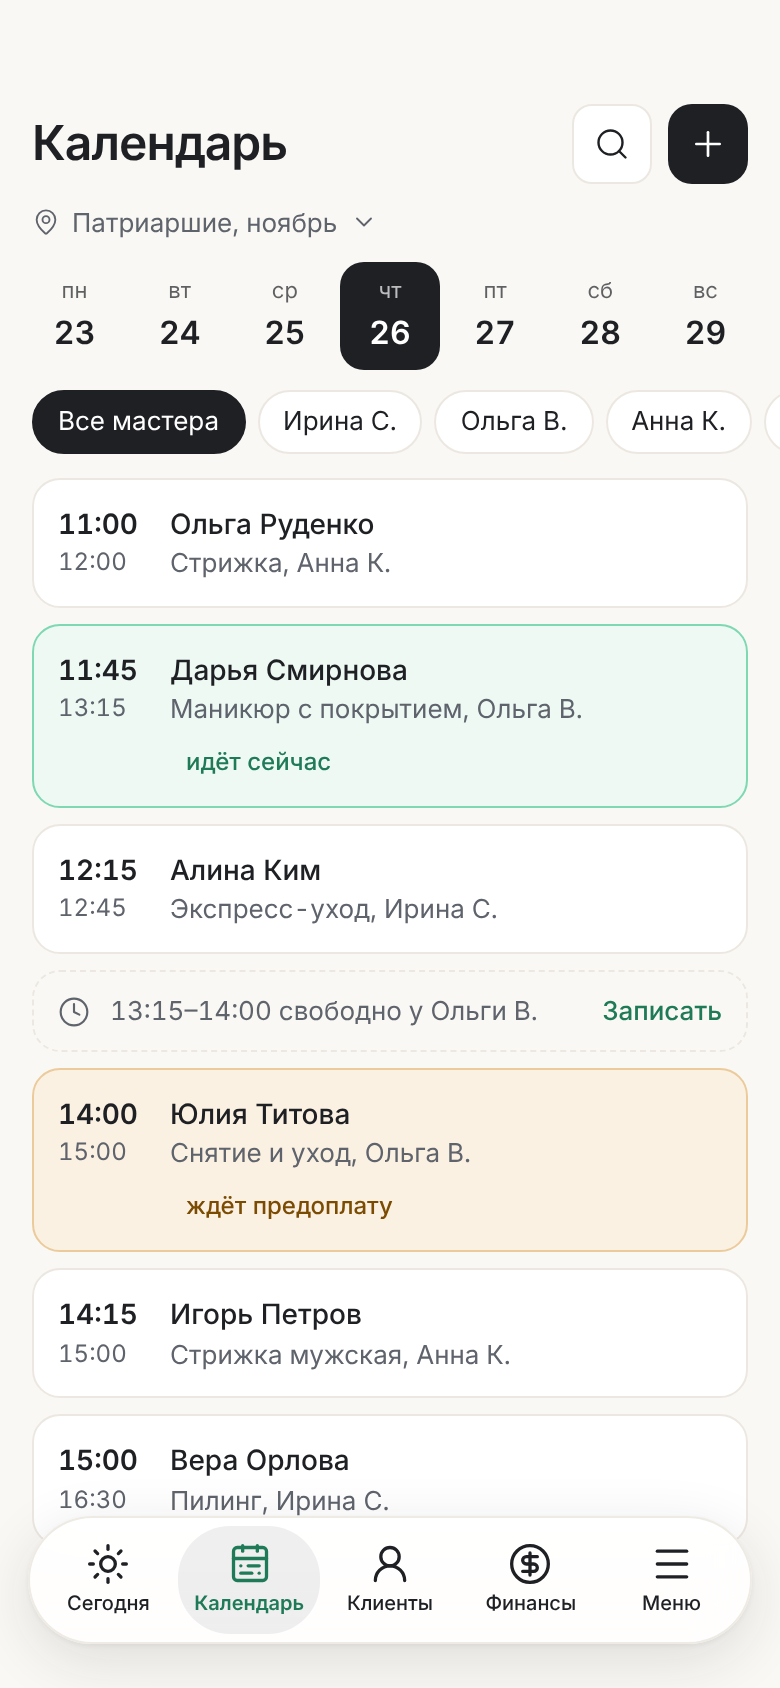 Календарь
Патриаршие, ноябрь
пн вт ср чт пт сб вс
23 24 25 26 27 28 29
Все мастера Ирина С. Ольга В. Анна К.
11:00 Ольга Руденко
12:00 Стрижка, Анна К.
11:45 Дарья Смирнова
13:15 Маникюр с покрытием, Ольга В.
идёт сейчас
12:15 Алина Ким
12:45 Экспресс-уход, Ирина С.
13:15–14:00 свободно у Ольги В. Записать
14:00 Юлия Титова
15:00 Снятие и уход, Ольга В.
ждёт предоплату
14:15 Игорь Петров
15:00 Стрижка мужская, Анна К.
15:00 Вера Орлова
16:30 Пилинг, Ирина С.
Сегодня Календарь Клиенты Финансы Меню